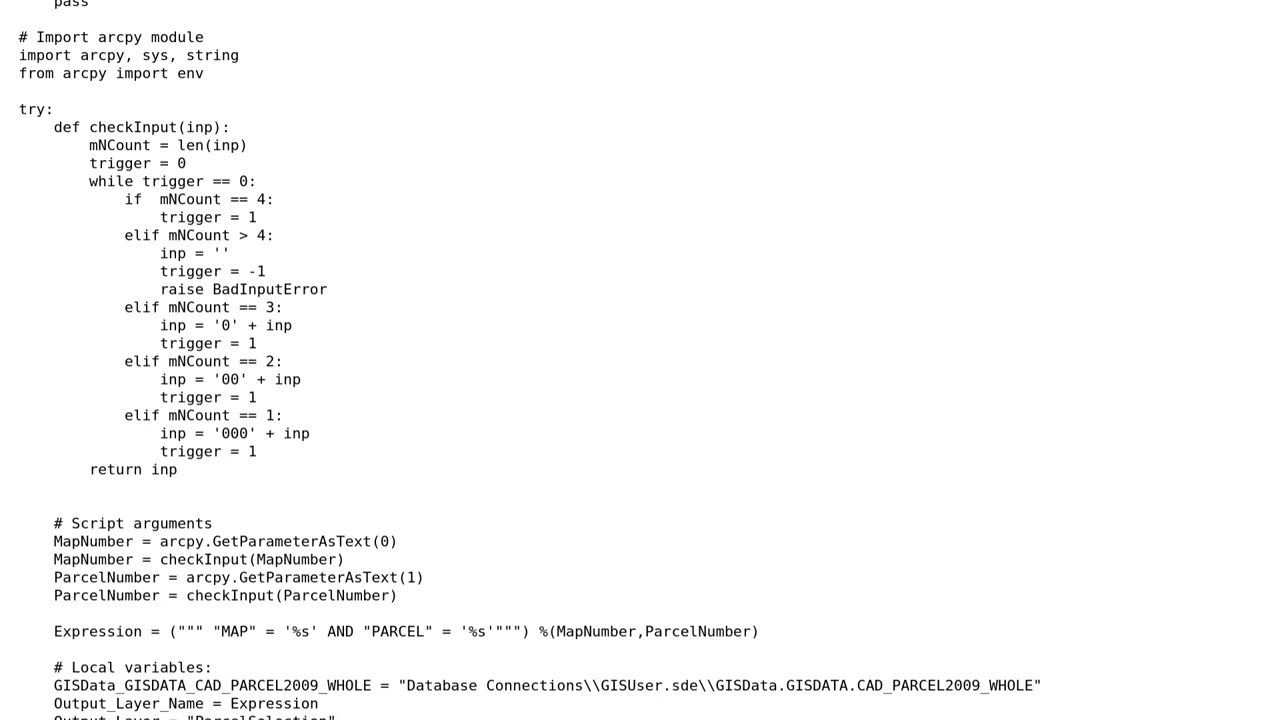 pass
# Import arcpy module
import arcpy, sys, string
from arcpy import env
try:
    def checkInput(inp):
        mNCount = len(inp)
        trigger = 0
        while trigger == 0:
            if  mNCount == 4:
                trigger = 1
            elif mNCount > 4:
                inp = ''
                trigger = -1
                raise BadInputError
            elif mNCount == 3:
                inp = '0' + inp
                trigger = 1
            elif mNCount == 2:
                inp = '00' + inp
                trigger = 1
            elif mNCount == 1:
                inp = '000' + inp
                trigger = 1
        return inp
    # Script arguments
    MapNumber = arcpy.GetParameterAsText(0)
    MapNumber = checkInput(MapNumber)
    ParcelNumber = arcpy.GetParameterAsText(1)
    ParcelNumber = checkInput(ParcelNumber)
    Expression = (""" "MAP" = '%s' AND "PARCEL" = '%s'""") %(MapNumber,ParcelNumber)
    # Local variables:
    GISData_GISDATA_CAD_PARCEL2009_WHOLE = "Database Connections\\GISUser.sde\\GISData.GISDATA.CAD_PARCEL2009_WHOLE"
    Output_Layer_Name = Expression
    Output_Layer = "ParcelSelection"